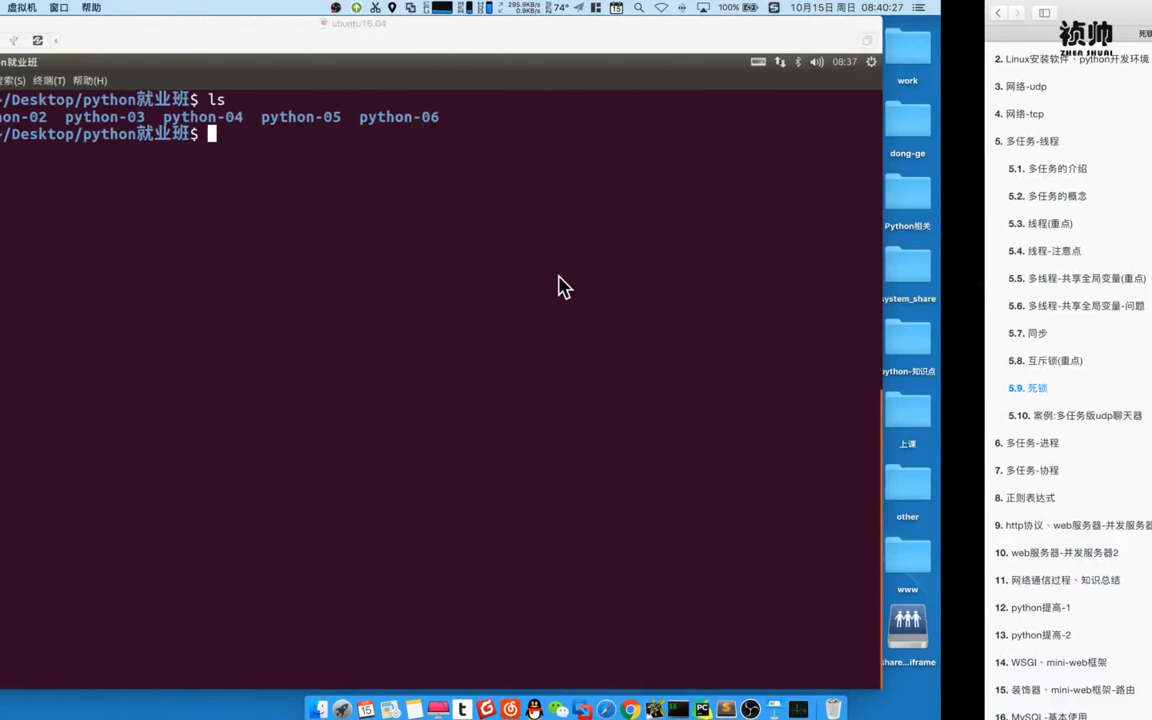 虚拟机 窗口 帮助
295.9KB/s
0.9KB/s
74°
15
100%
10月15日 周日 08:40:27
ubuntu16.04
on就业班
08:37
搜索(S) 终端(T) 帮助(H)
~/Desktop/python就业班$ ls
on-02 python-03 python-04 python-05 python-06
~/Desktop/python就业班$
work
dong-ge
Python相关
system_share
python-知识点
上课
other
www
share...iframe
祯帅
ZHEN SHUAI
死锁
2. Linux安装软件、python开发环境
3. 网络-udp
4. 网络-tcp
5. 多任务-线程
5.1. 多任务的介绍
5.2. 多任务的概念
5.3. 线程(重点)
5.4. 线程-注意点
5.5. 多线程-共享全局变量(重点)
5.6. 多线程-共享全局变量-问题
5.7. 同步
5.8. 互斥锁(重点)
5.9. 死锁
5.10. 案例:多任务版udp聊天器
6. 多任务-进程
7. 多任务-协程
8. 正则表达式
9. http协议、web服务器-并发服务器
10. web服务器-并发服务器2
11. 网络通信过程、知识总结
12. python提高-1
13. python提高-2
14. WSGI、mini-web框架
15. 装饰器、mini-web框架-路由
16. MySQL-基本使用